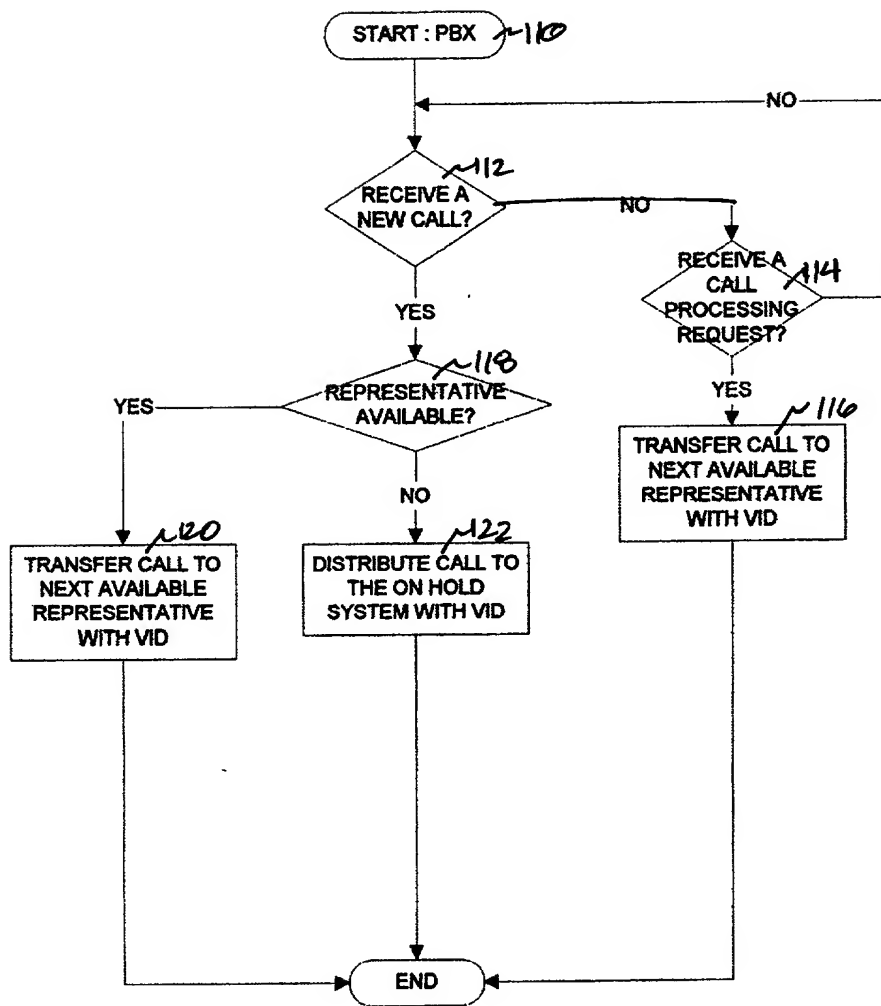 START : PBX ~110
NO
~112
RECEIVE A
NEW CALL?
NO
RECEIVE A
CALL
PROCESSING
REQUEST?
~114
YES
YES
~118
REPRESENTATIVE
AVAILABLE?
YES
~116
TRANSFER CALL TO
NEXT AVAILABLE
REPRESENTATIVE
WITH VID
NO
~120
TRANSFER CALL TO
NEXT AVAILABLE
REPRESENTATIVE
WITH VID
~122
DISTRIBUTE CALL TO
THE ON HOLD
SYSTEM WITH VID
END